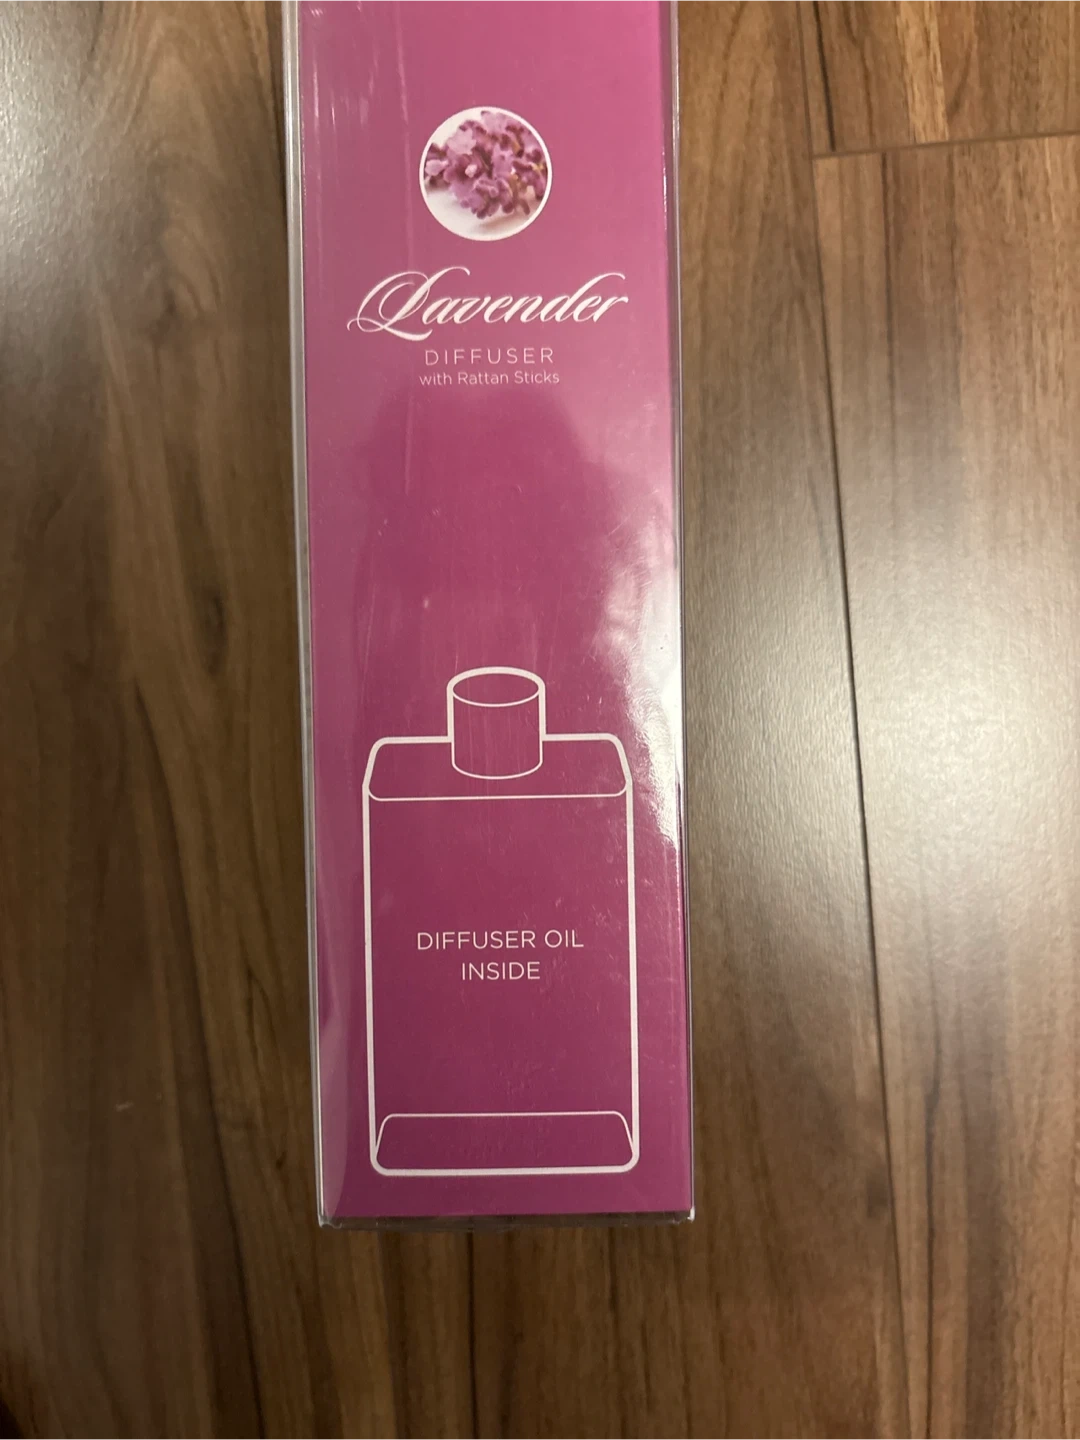 Lavender
DIFFUSER
with Rattan Sticks
DIFFUSER OIL
INSIDE